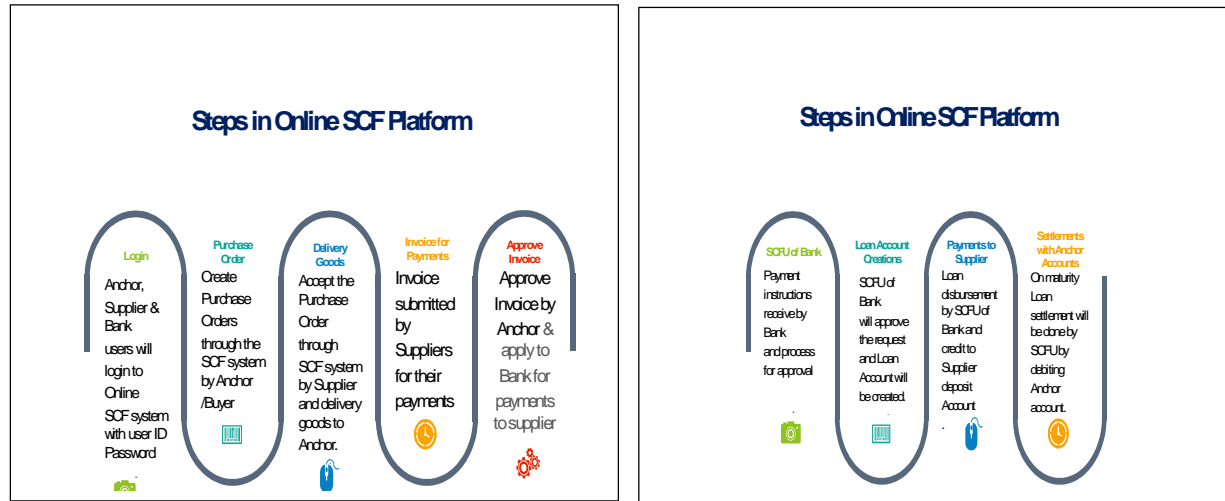 Steps in Online SCF Platform
Login
Anchor,
Supplier &
Bank
users will
login to
Online
SCF system
with user ID
Password
.
Purchase
Order
Create
Purchase
Orders
through the
SCF system
by Anchor
/Buyer
Delivery
Goods
Accept the
Purchase
Order
through
SCF system
by Supplier
and delivery
goods to
Anchor.
Invoice for
Payments
Invoice
submitted
by
Suppliers
for their
payments
Approve
Invoice
Approve
Invoice by
Anchor &
apply to
Bank for
payments
to supplier
Steps in Online SCF Platform
SCFU of Bank
Payment
instructions
receive by
Bank
and process
for approval
.
Loan Account
Creations
SCFU of
Bank
will approve
the request
and Loan
Account will
be created.
.
Payments to
Supplier
Loan
disbursement
by SCFU of
Bank and
credit to
Supplier
deposit
Account
.
Settlements
with Anchor
Accounts
On maturity
Loan
settlement will
be done by
SCFU by
debiting
Anchor
account.
.